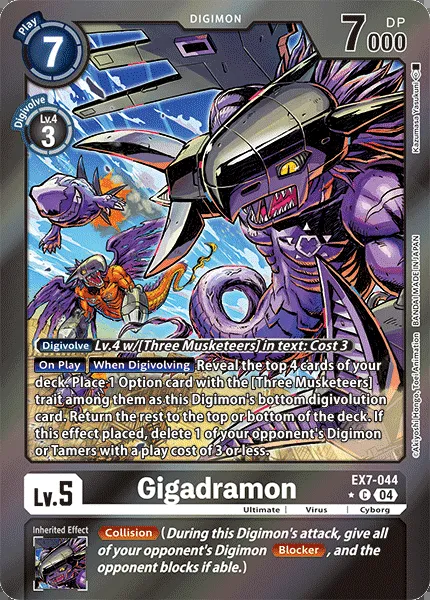 DIGIMON
Play
7
DP
7000
Digivolve
Lv.4
3
Kazumasa Yasukuni
Digivolve Lv.4 w/[Three Musketeers] in text: Cost 3
On Play When Digivolving Reveal the top 4 cards of your
deck. Place 1 Option card with the [Three Musketeers]
trait among them as this Digimon's bottom digivolution
card. Return the rest to the top or bottom of the deck. If
this effect placed, delete 1 of your opponent's Digimon
or Tamers with a play cost of 3 or less.
©Akiyoshi Hongo, Toei Animation BANDAI MADE IN JAPAN
Lv.5
Gigadramon
EX7-044
C 04
Ultimate Virus Cyborg
Inherited Effect
Collision (During this Digimon's attack, give all
of your opponent's Digimon Blocker, and the
opponent blocks if able.)